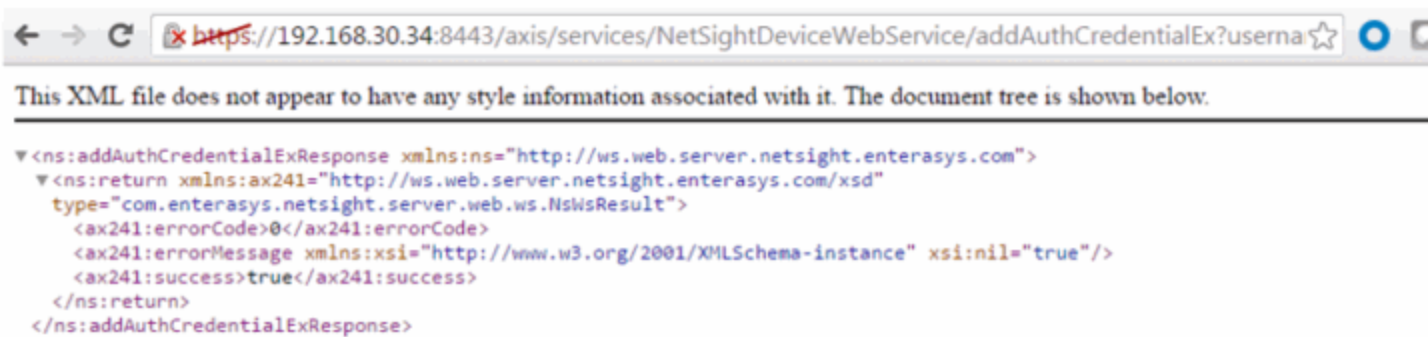 https://192.168.30.34:8443/axis/services/NetSightDeviceWebService/addAuthCredentialEx?userna
This XML file does not appear to have any style information associated with it. The document tree is shown below.
▼<ns:addAuthCredentialExResponse xmlns:ns="http://ws.web.server.netsight.enterasys.com">
▼<ns:return xmlns:ax241="http://ws.web.server.netsight.enterasys.com/xsd"
type="com.enterasys.netsight.server.web.ws.NsWsResult">
<ax241:errorCode>0</ax241:errorCode>
<ax241:errorMessage xmlns:xsi="http://www.w3.org/2001/XMLSchema-instance" xsi:nil="true"/>
<ax241:success>true</ax241:success>
</ns:return>
</ns:addAuthCredentialExResponse>